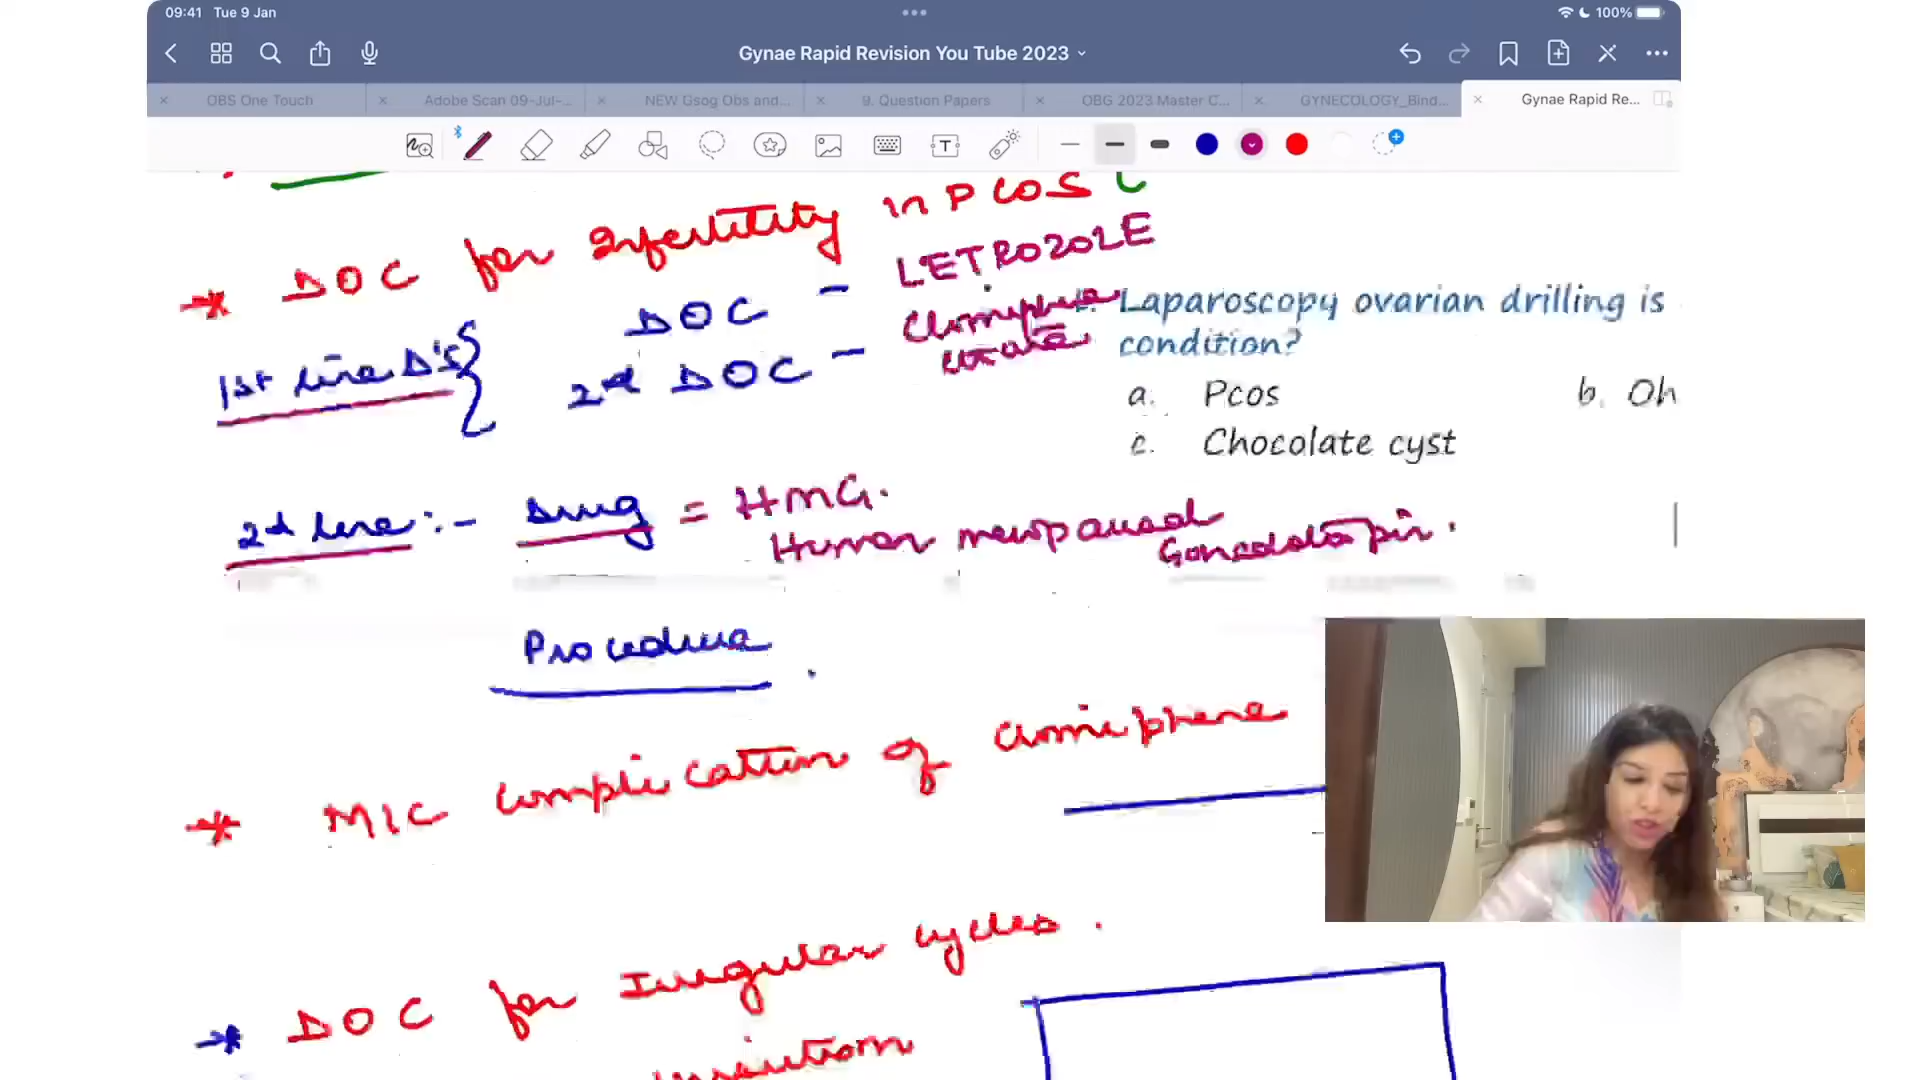 09:41 Tue 9 Jan
100%
Gynae Rapid Revision You Tube 2023
OBS One Touch
Adobe Scan 09-Jul-...
NEW Gsog Obs and...
9. Question Papers
OBG 2023 Master C...
GYNECOLOGY_Bind...
Gynae Rapid Re...
* DOC for Infertility in PCOS
DOC - LETROZOLE
1st line D's
2nd DOC - Clomiphene citrate
Laparoscopy ovarian drilling is
condition?
a. Pcos
b. Oh
c. Chocolate cyst
2nd line :- Drug = HMG.
Human menopausal Gonadotropin.
Procedure
* MIC complication of clomiphene
* DOC for Irregular cycles.